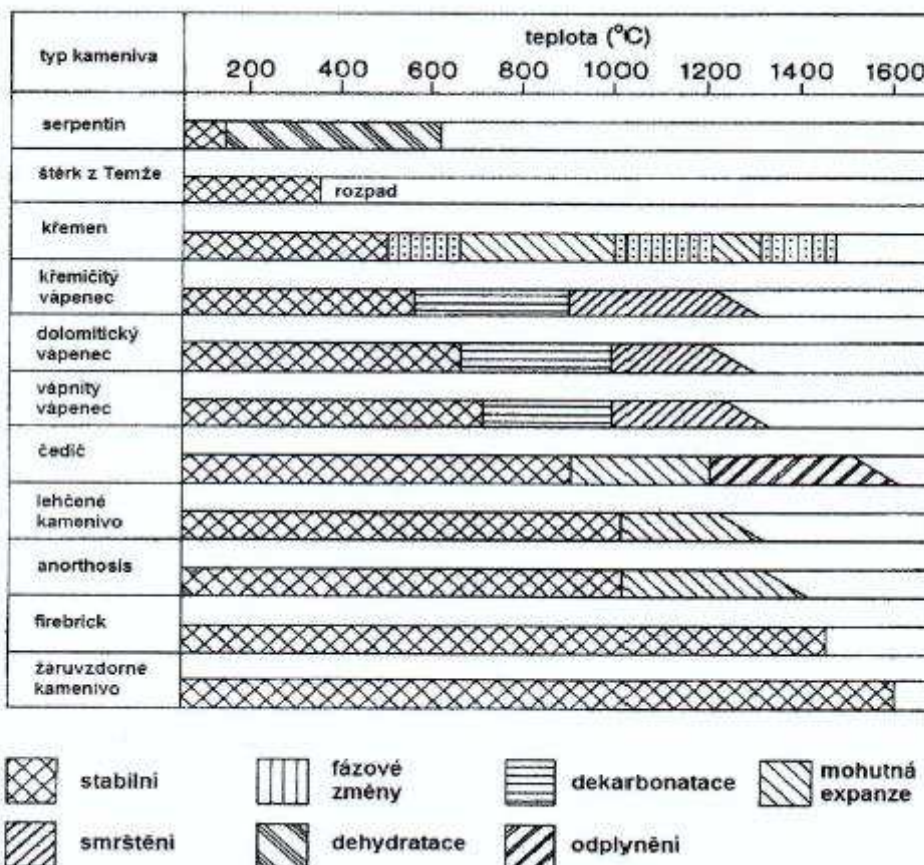 typ kameniva
teplota (°C)
200 400 600 800 1000 1200 1400 1600
serpentin
štěrk z Temže
rozpad
křemen
křemičitý
vápenec
dolomitický
vápenec
vápnitý
vápenec
čedič
lehčené
kamenivo
anorthosis
firebrick
žáruvzdorné
kamenivo
stabilní
fázové
změny
dekarbonatace
mohutná
expanze
smrštění
dehydratace
odplynění